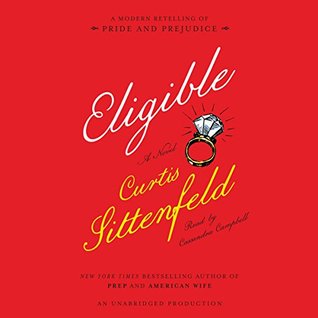 A MODERN RETELLING OF
PRIDE AND PREJUDICE
Eligible
A Novel
Curtis
Sittenfeld
Read by
Cassandra Campbell
NEW YORK TIMES BESTSELLING AUTHOR OF
PREP AND AMERICAN WIFE
AN UNABRIDGED PRODUCTION